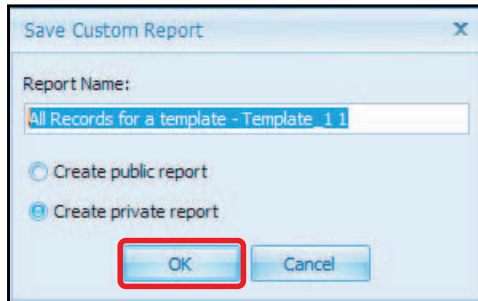 Save Custom Report X
Report Name:
All Records for a template - Template_1 1
Create public report
Create private report
OK Cancel